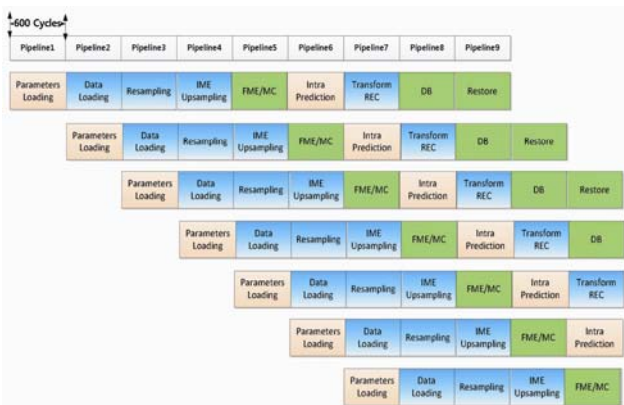 600 Cycles
Pipeline1 Pipeline2 Pipeline3 Pipeline4 Pipeline5 Pipeline6 Pipeline7 Pipeline8 Pipeline9
Parameters Loading Data Loading Resampling IME Upsampling FME/MC Intra Prediction Transform REC DB Restore
Parameters Loading Data Loading Resampling IME Upsampling FME/MC Intra Prediction Transform REC DB Restore
Parameters Loading Data Loading Resampling IME Upsampling FME/MC Intra Prediction Transform REC DB Restore
Parameters Loading Data Loading Resampling IME Upsampling FME/MC Intra Prediction Transform REC DB
Parameters Loading Data Loading Resampling IME Upsampling FME/MC Intra Prediction Transform REC
Parameters Loading Data Loading Resampling IME Upsampling FME/MC Intra Prediction
Parameters Loading Data Loading Resampling IME Upsampling FME/MC